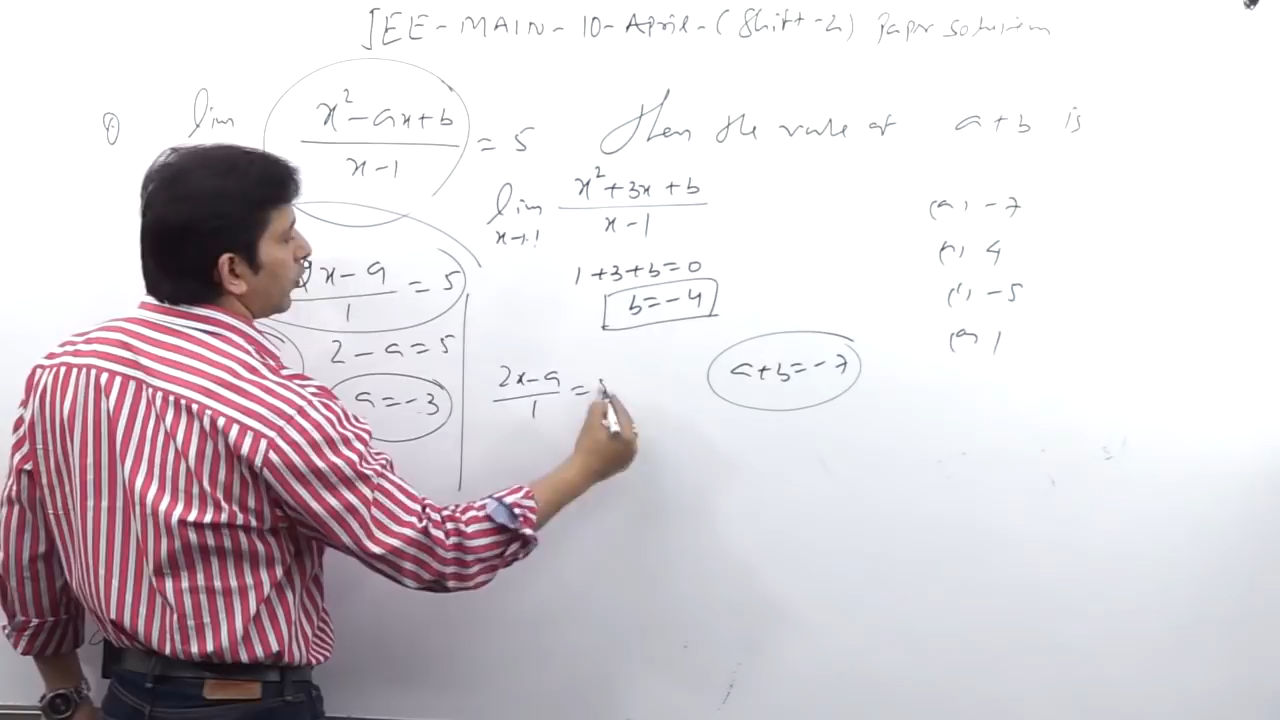 JEE-MAIN-10-April-(Shift-2) Paper solution
lim (x²-ax+b)/(x-1) = 5 then the value of a+b is
(2x-a)/1 = 5
2-a=5
a=-3
lim x→1 (x²+3x+b)/(x-1)
1+3+b=0
b=-4
(2x-a)/1 =
a+b=-7
-7
4
-5
1